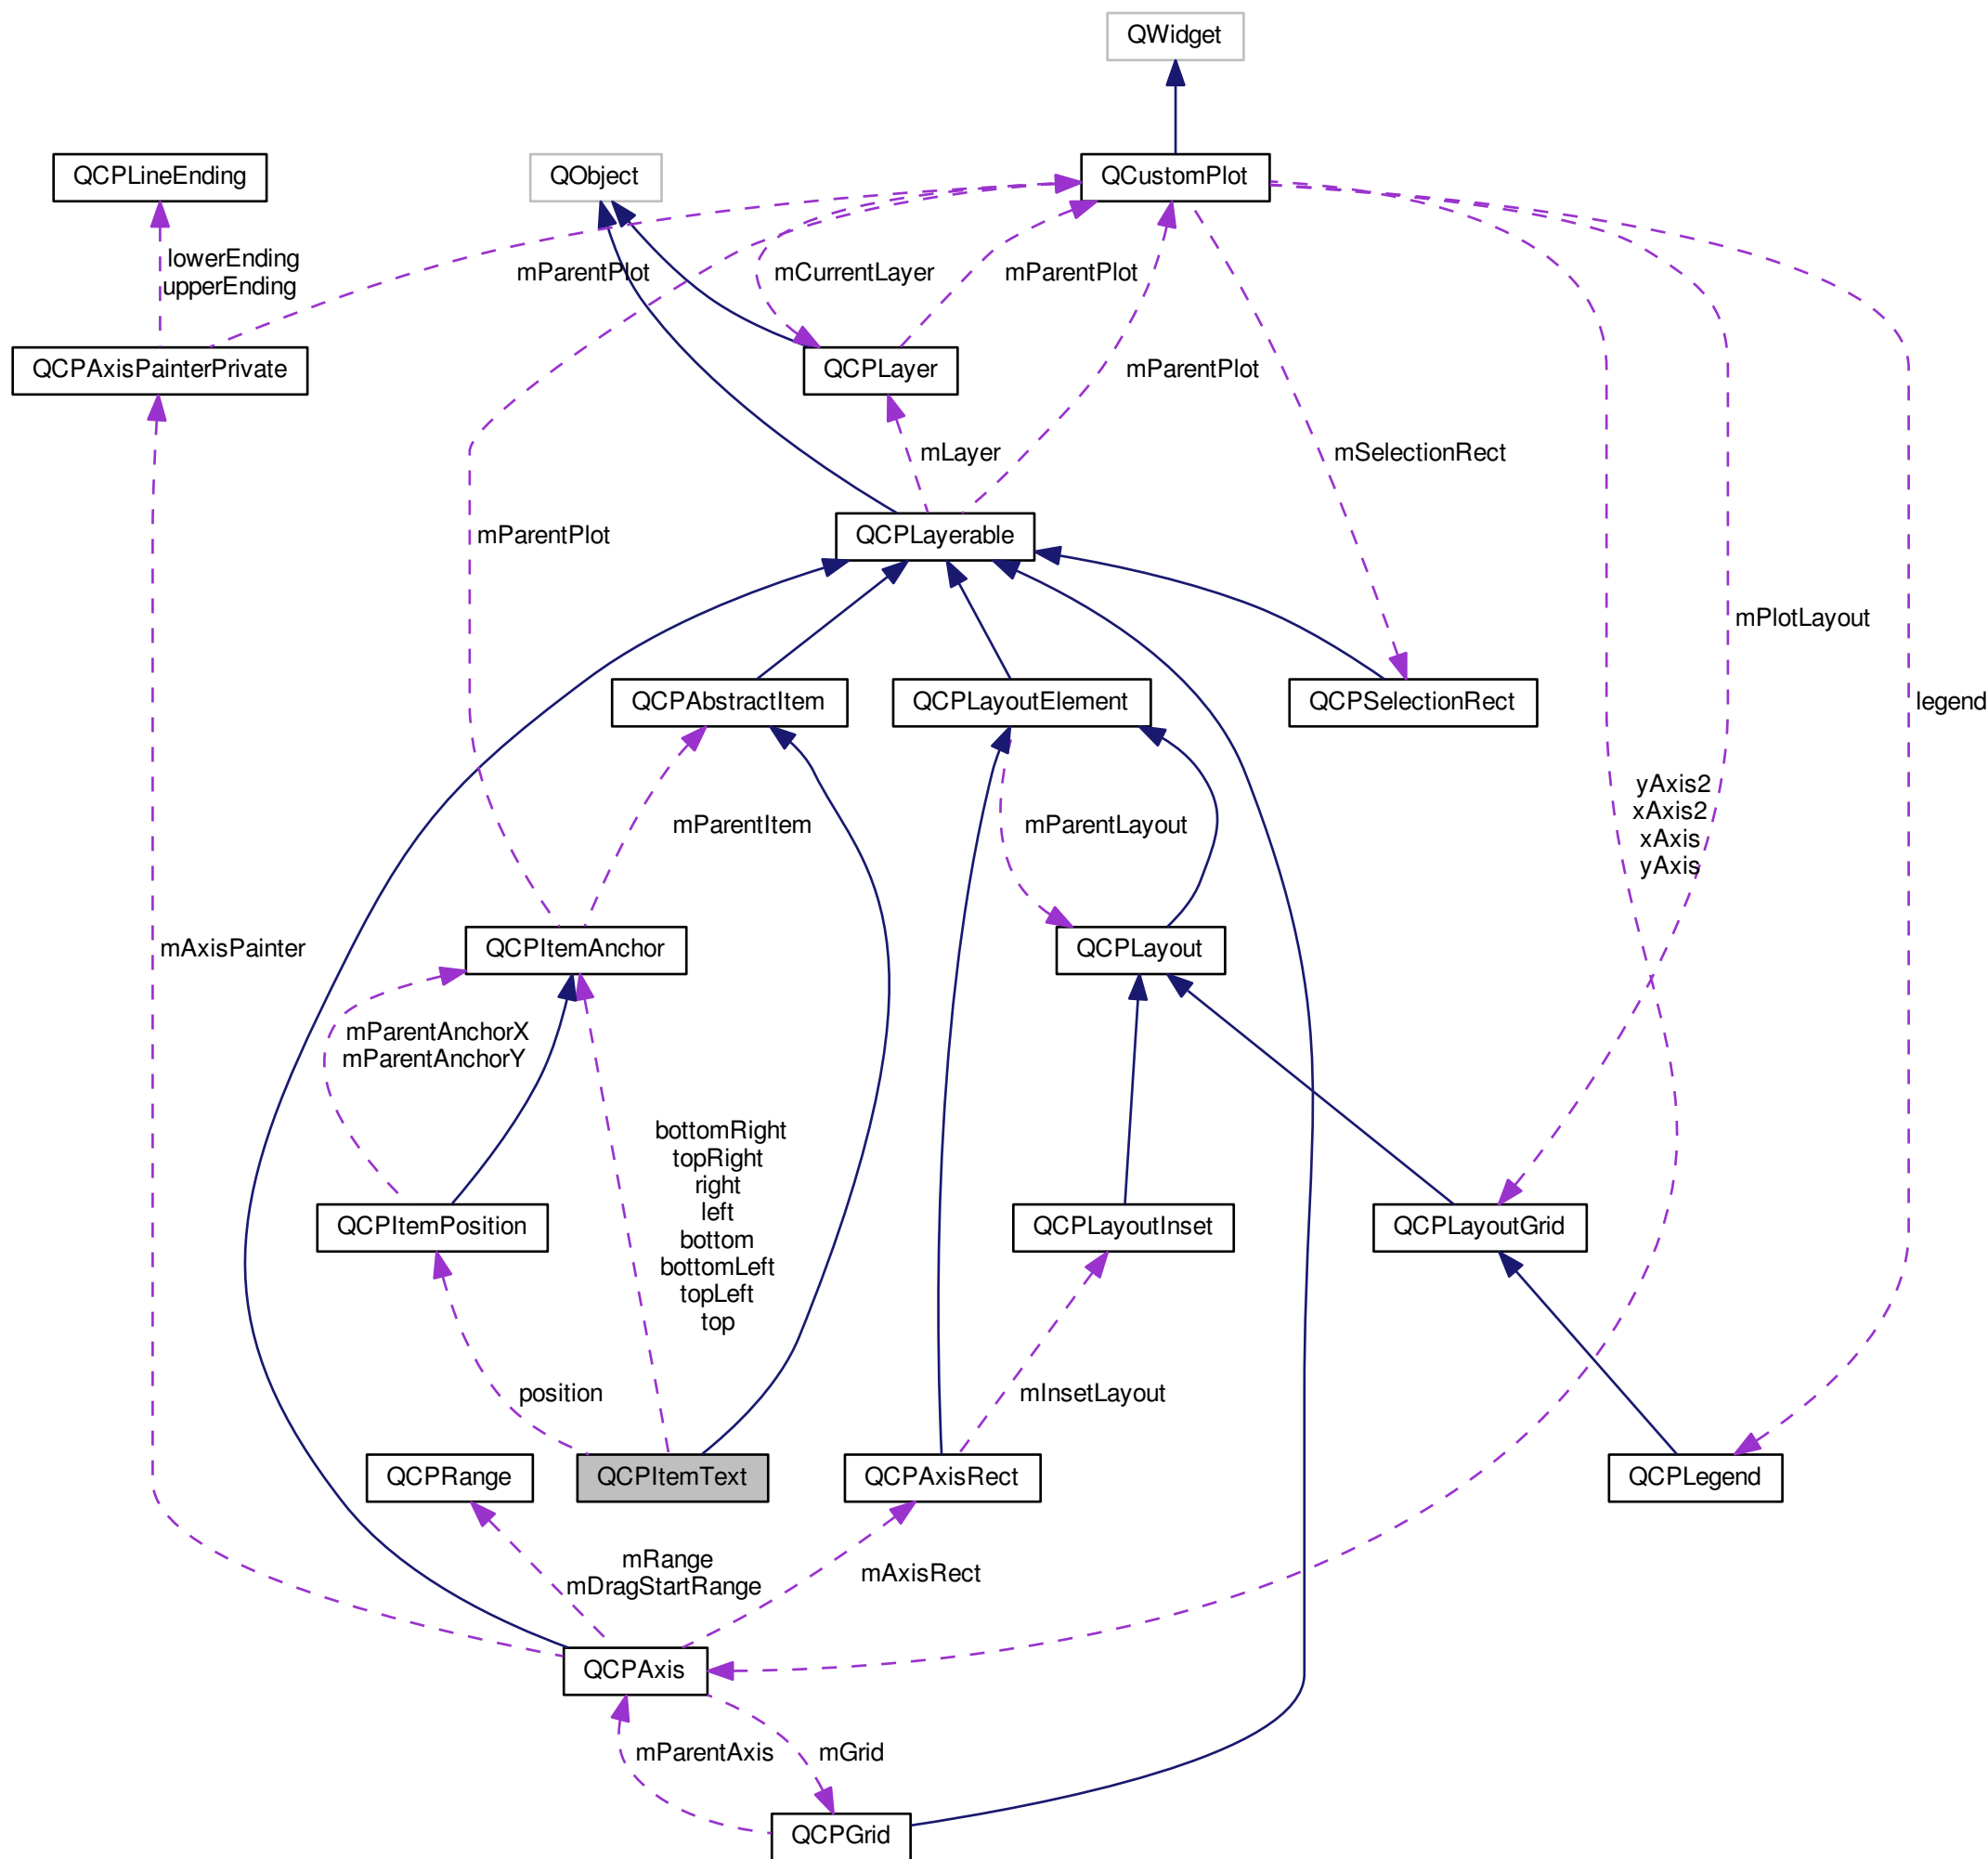 QWidget
QCPLineEnding
QObject
QCustomPlot
lowerEnding
upperEnding
mParentPlot
mCurrentLayer
mParentPlot
QCPAxisPainterPrivate
QCPLayer
mParentPlot
mLayer
mSelectionRect
mParentPlot
QCPLayerable
mPlotLayout
QCPAbstractItem
QCPLayoutElement
QCPSelectionRect
legend
mParentItem
mParentLayout
yAxis2
xAxis2
xAxis
yAxis
mAxisPainter
QCPItemAnchor
QCPLayout
mParentAnchorX
mParentAnchorY
bottomRight
topRight
right
left
bottom
bottomLeft
topLeft
top
QCPItemPosition
QCPLayoutInset
QCPLayoutGrid
position
mInsetLayout
QCPRange
QCPItemText
QCPAxisRect
QCPLegend
mRange
mDragStartRange
mAxisRect
QCPAxis
mParentAxis
mGrid
QCPGrid